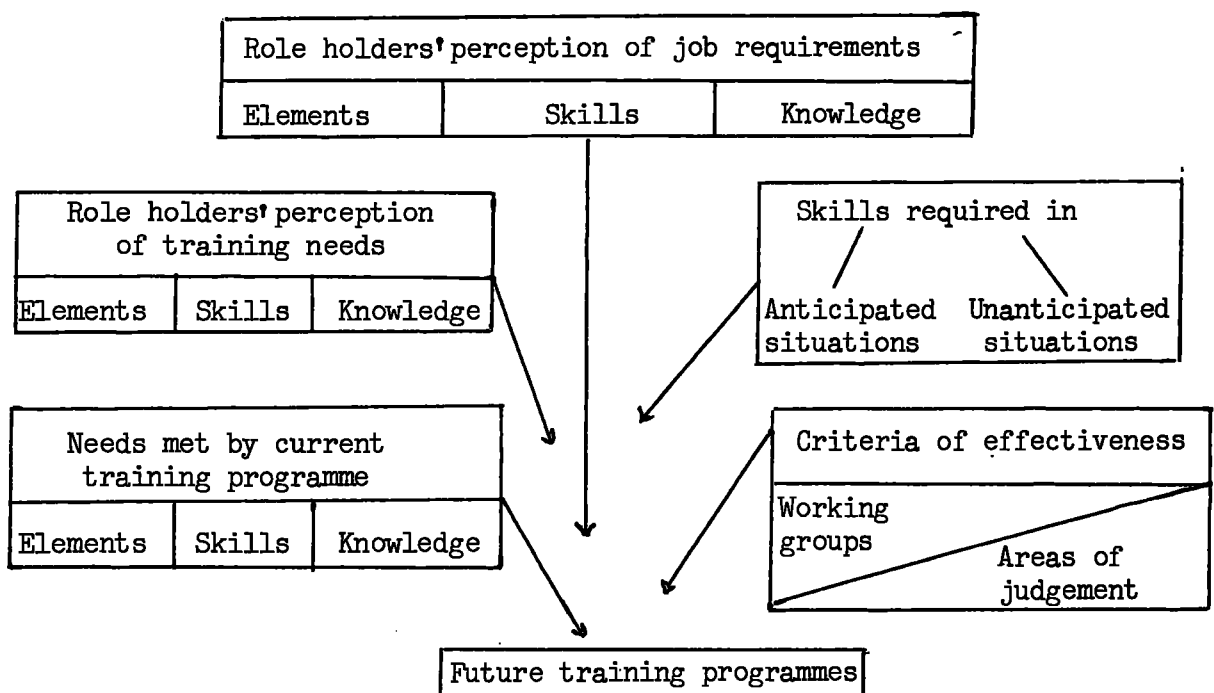 Role holders' perception of job requirements
Elements Skills Knowledge
Role holders' perception
of training needs
Elements Skills Knowledge
Skills required in
Anticipated Unanticipated
situations situations
Needs met by current
training programme
Elements Skills Knowledge
Criteria of effectiveness
Working
groups
Areas of
judgement
Future training programmes